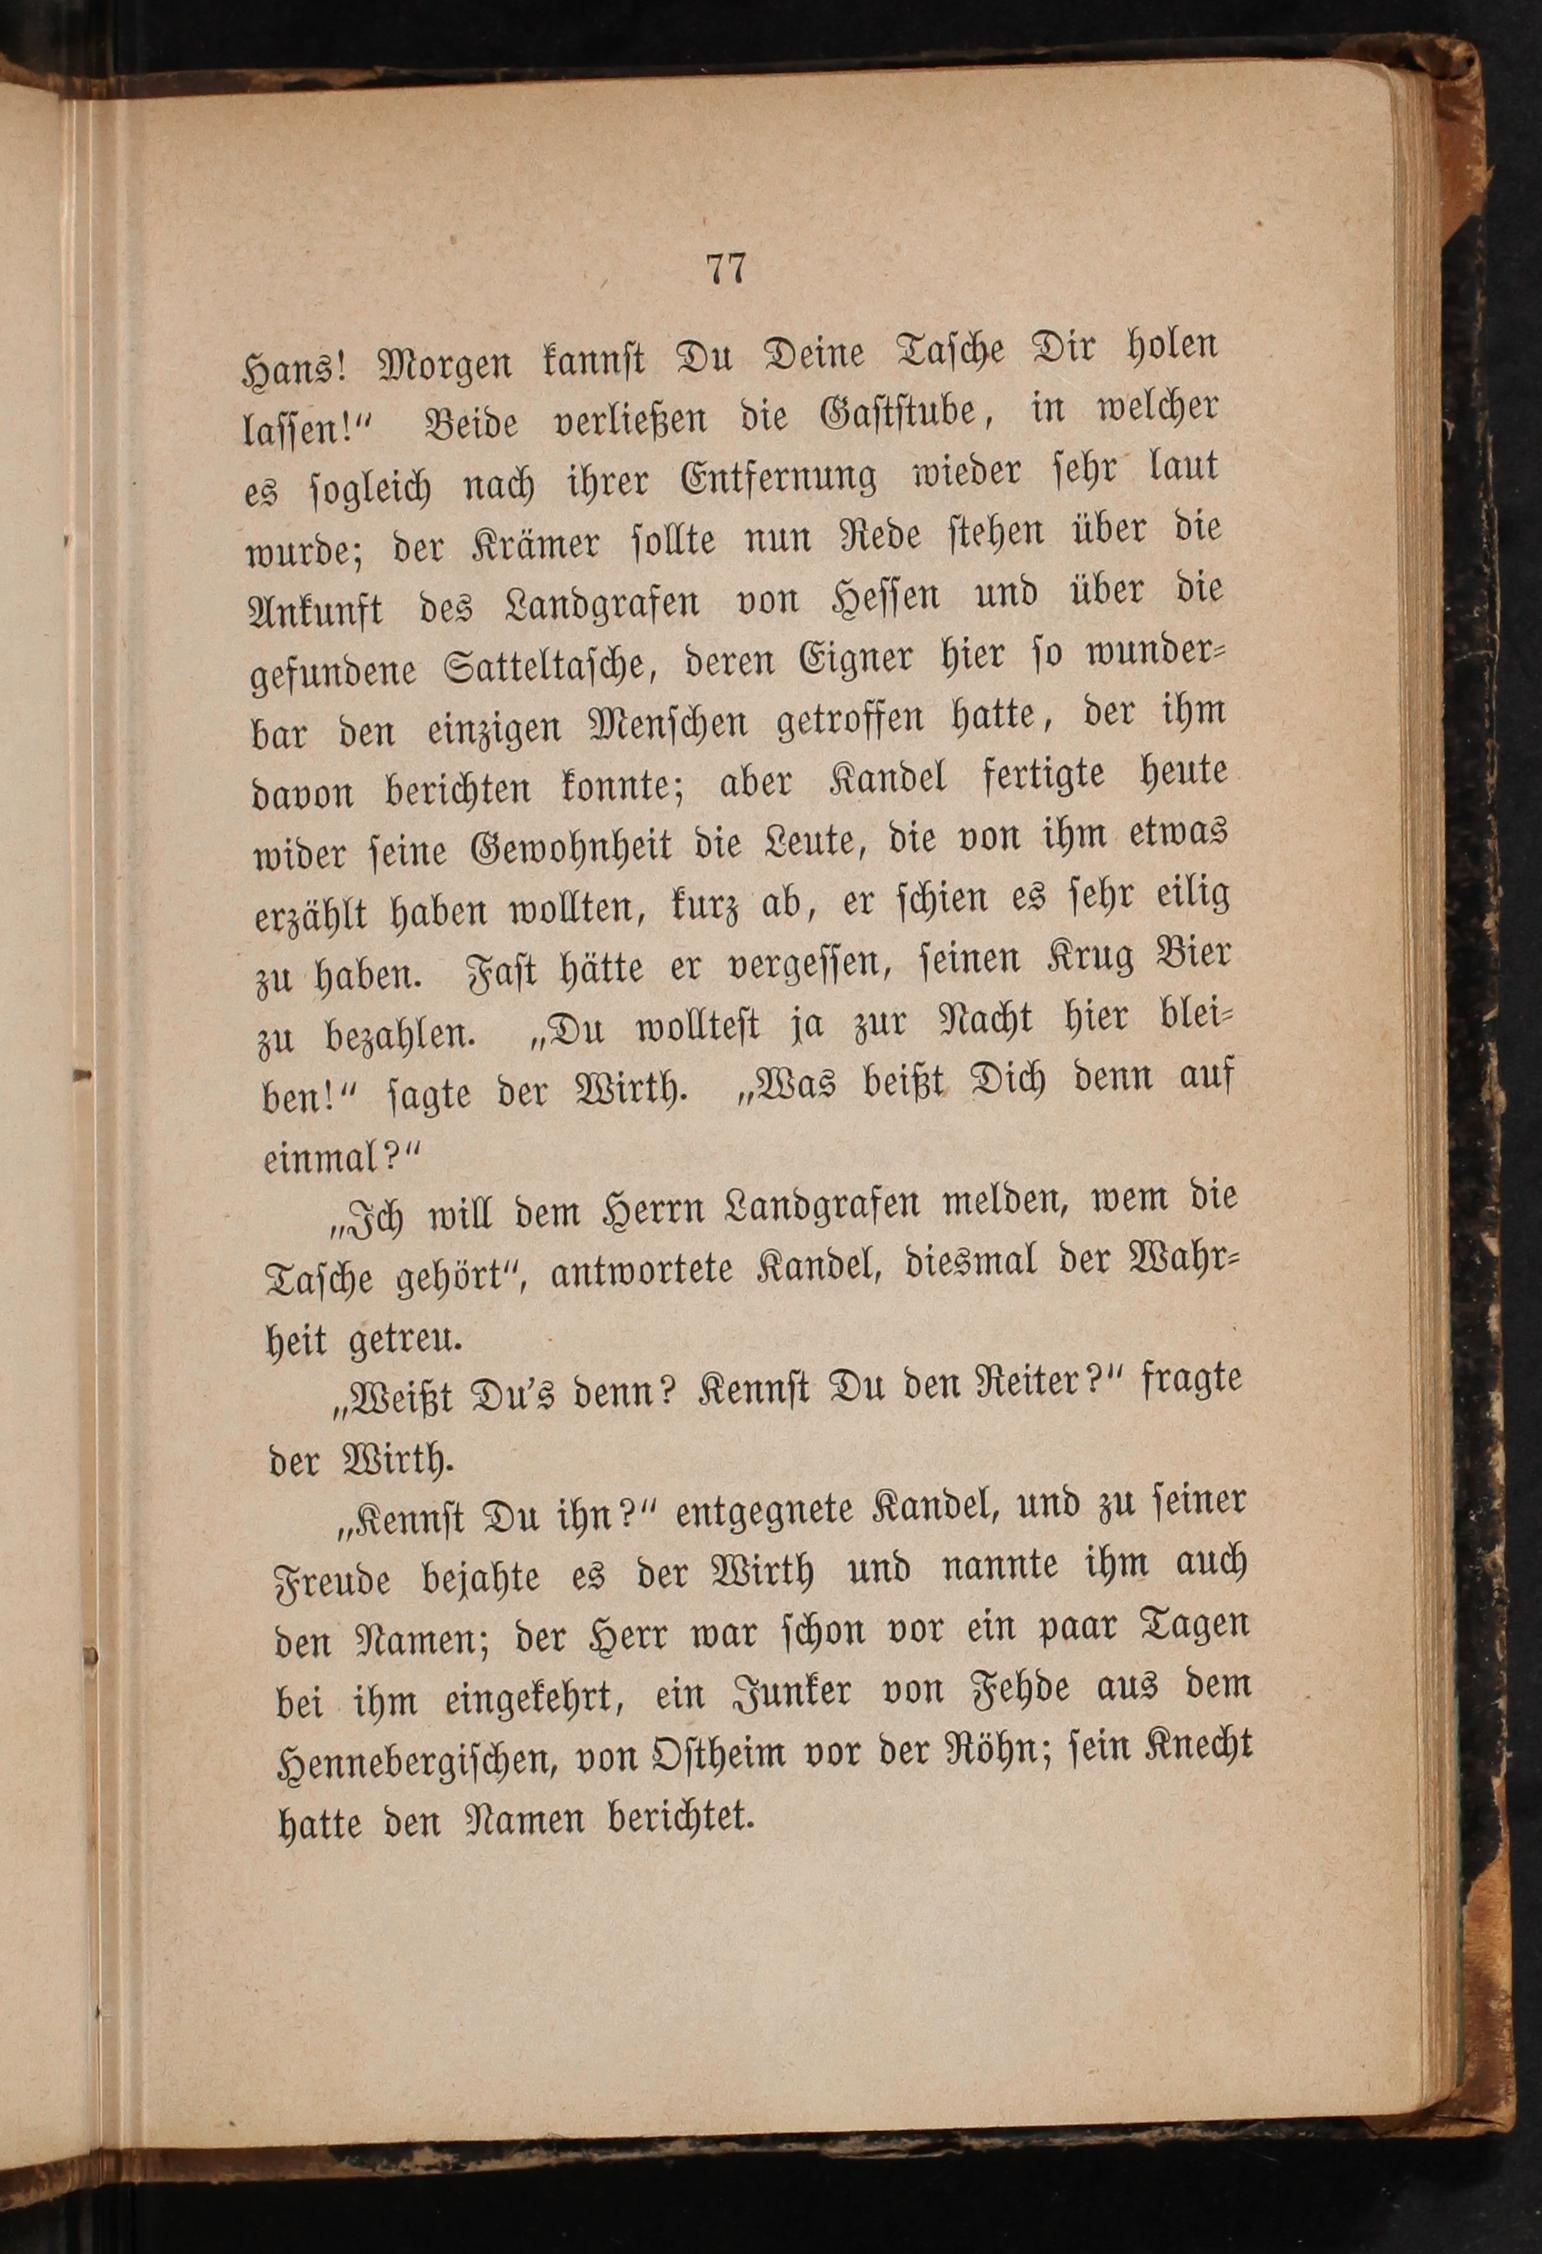 77
Hans! Morgen kannſt Du Deine Taſche Dir holen
laſſen!“ Beide verließen die Gaſtſtube, in welcher
es ſogleich nach ihrer Entfernung wieder ſehr laut
wurde; der Krämer ſollte nun Rede ſtehen über die
Ankunft des Landgrafen von Heſſen und über die
gefundene Satteltaſche, deren Eigner hier ſo wunder⸗
bar den einzigen Menſchen getroffen hatte, der ihm
davon berichten konnte; aber Kandel fertigte heute
wider ſeine Gewohnheit die Leute, die von ihm etwas
erzählt haben wollten, kurz ab, er ſchien es ſehr eilig
zu haben. Faſt hätte er vergeſſen, ſeinen Krug Bier
zu bezahlen. „Du wollteſt ja zur Nacht hier blei⸗
ben!“ ſagte der Wirth. „Was beißt Dich denn auf
einmal?“
„Ich will dem Herrn Landgrafen melden, wem die
Taſche gehört“, antwortete Kandel, diesmal der Wahr⸗
heit getreu.
„Weißt Du’s denn? Kennſt Du den Reiter?“ fragte
der Wirth.
„Kennſt Du ihn?“ entgegnete Kandel, und zu ſeiner
Freude bejahte es der Wirth und nannte ihm auch
den Namen; der Herr war ſchon vor ein paar Tagen
bei ihm eingekehrt, ein Junker von Fehde aus dem
Hennebergiſchen, von Oſtheim vor der Röhn; ſein Knecht
hatte den Namen berichtet.